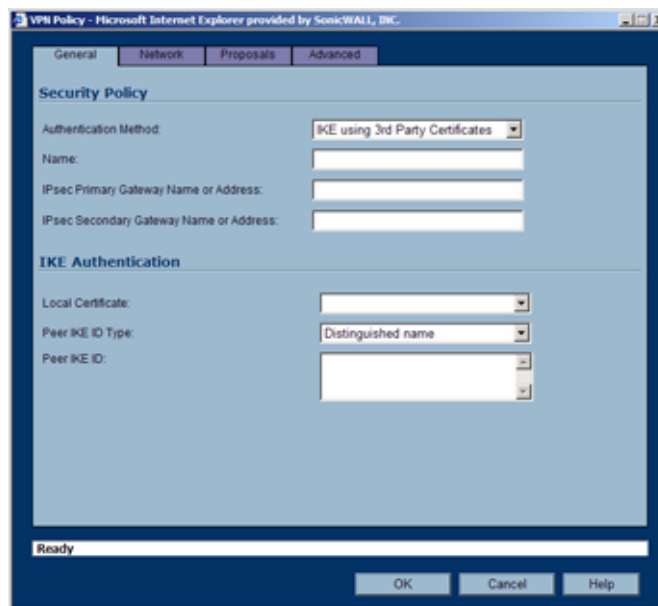 VPN Policy - Microsoft Internet Explorer provided by SonicWALL, INC.
General Network Proposals Advanced
Security Policy
Authentication Method: IKE using 3rd Party Certificates
Name:
IPsec Primary Gateway Name or Address:
IPsec Secondary Gateway Name or Address:
IKE Authentication
Local Certificate:
Peer IKE ID Type: Distinguished name
Peer IKE ID:
Ready
OK Cancel Help